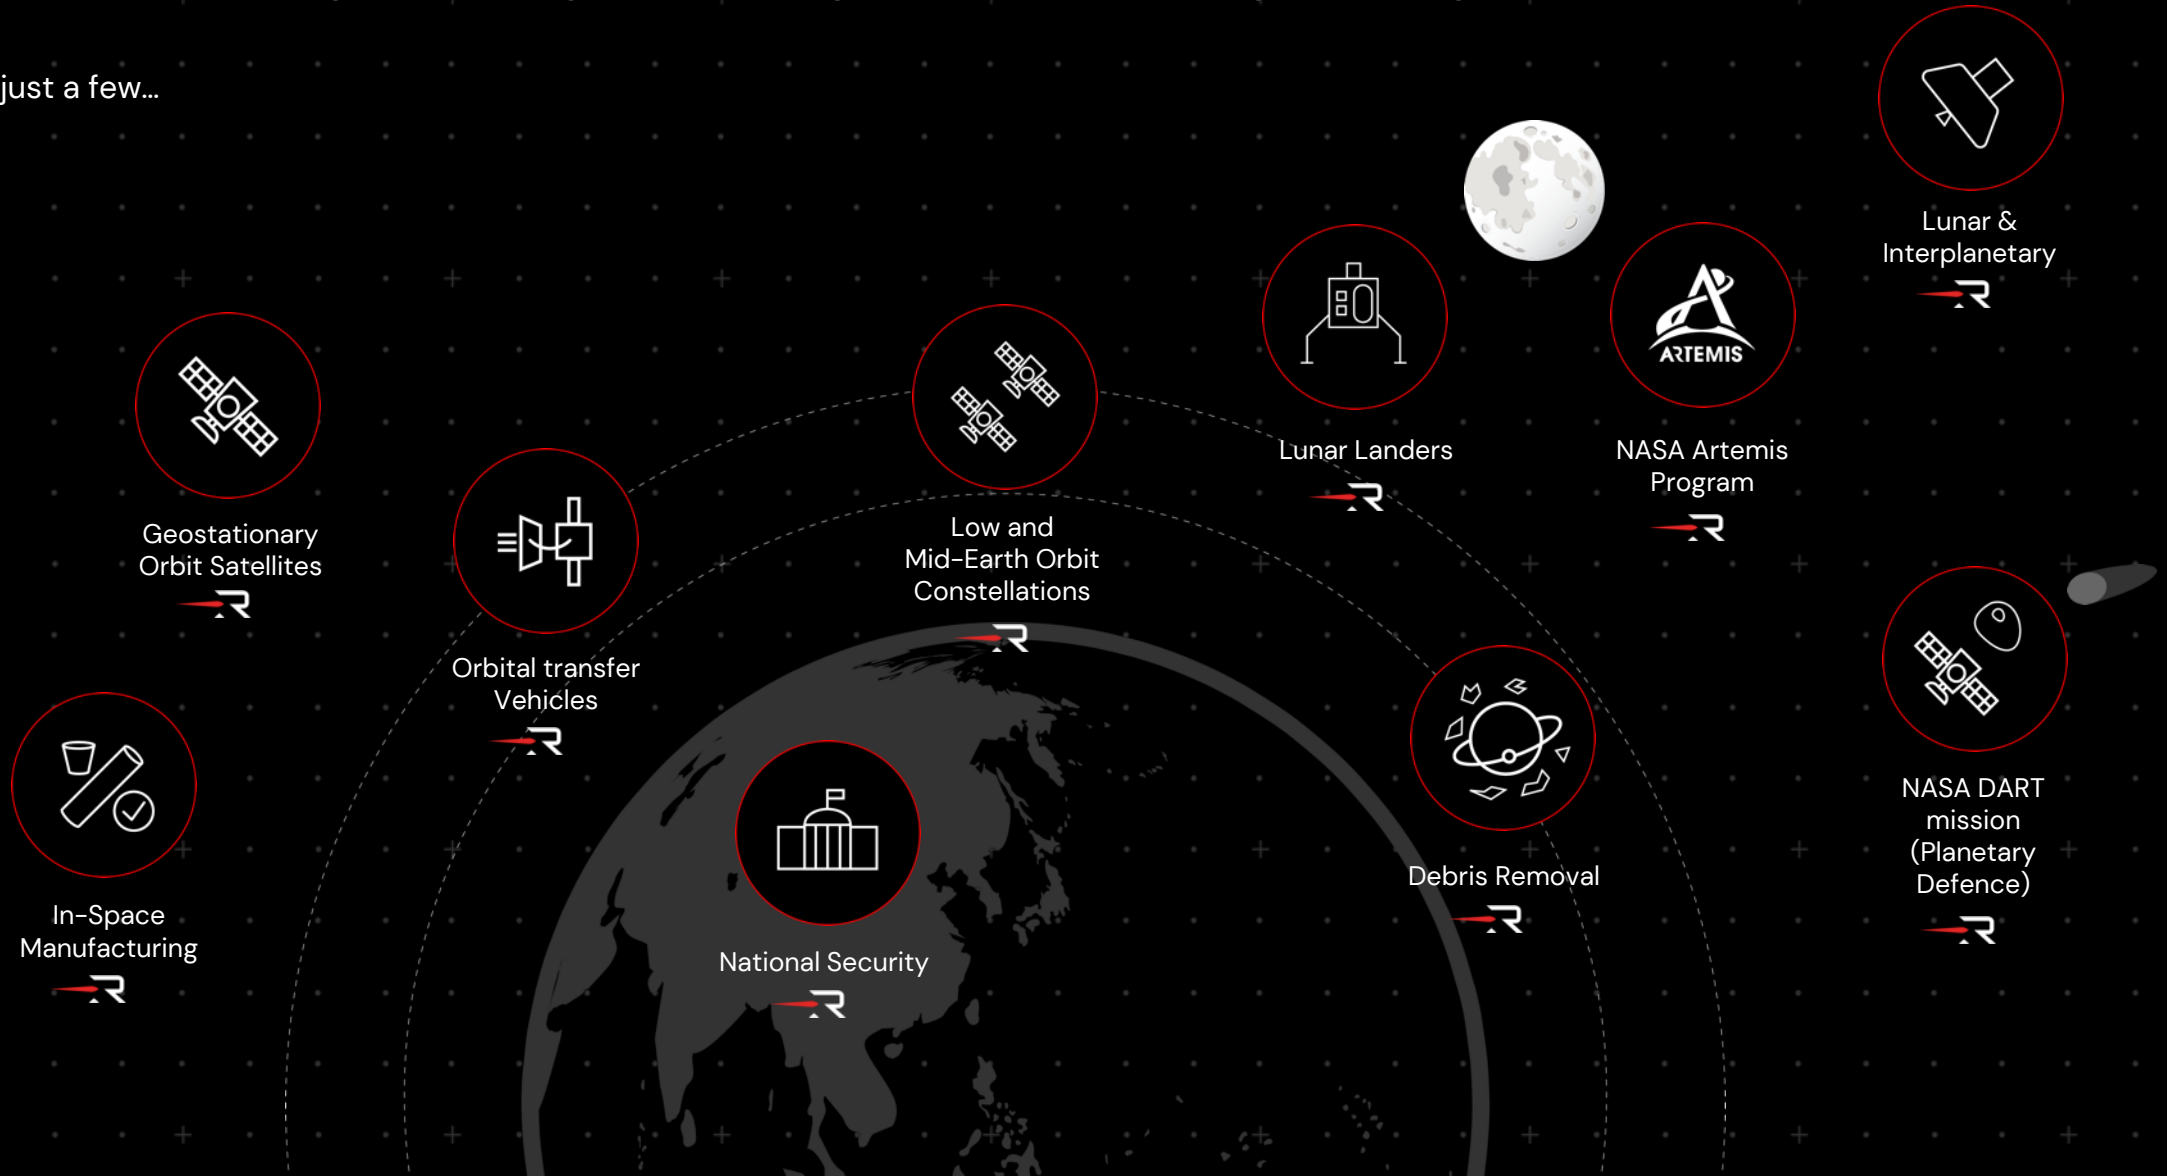 just a few...
Lunar &
Interplanetary
R
ARTEMIS
Lunar Landers
R
NASA Artemis
Program
R
Geostationary
Orbit Satellites
R
Low and
Mid-Earth Orbit
Constellations
R
Orbital transfer
Vehicles
R
NASA DART
mission
(Planetary
Defence)
R
Debris Removal
R
In-Space
Manufacturing
R
National Security
R